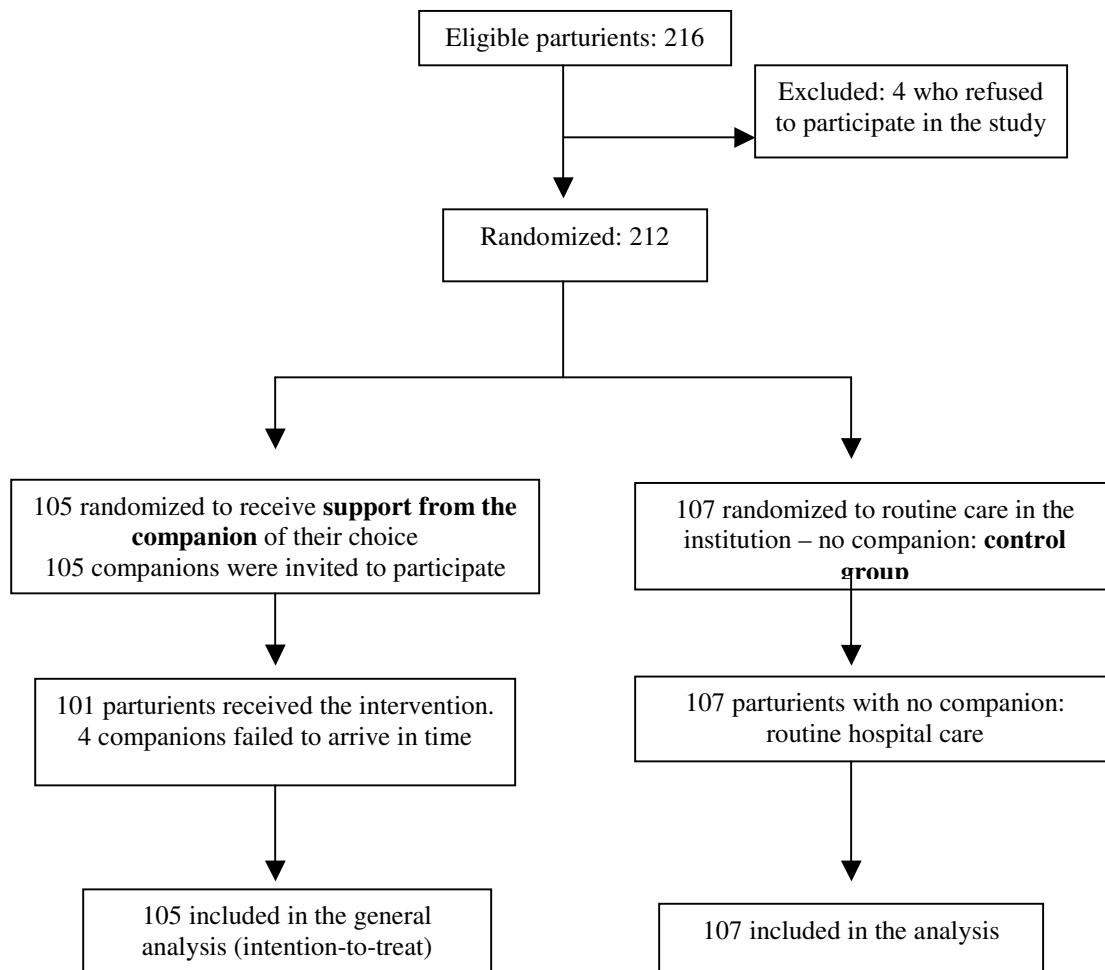 Eligible parturients: 216
Excluded: 4 who refused
to participate in the study
Randomized: 212
105 randomized to receive support from the
companion of their choice
105 companions were invited to participate
107 randomized to routine care in the
institution – no companion: control
group
101 parturients received the intervention.
4 companions failed to arrive in time
107 parturients with no companion:
routine hospital care
105 included in the general
analysis (intention-to-treat)
107 included in the analysis